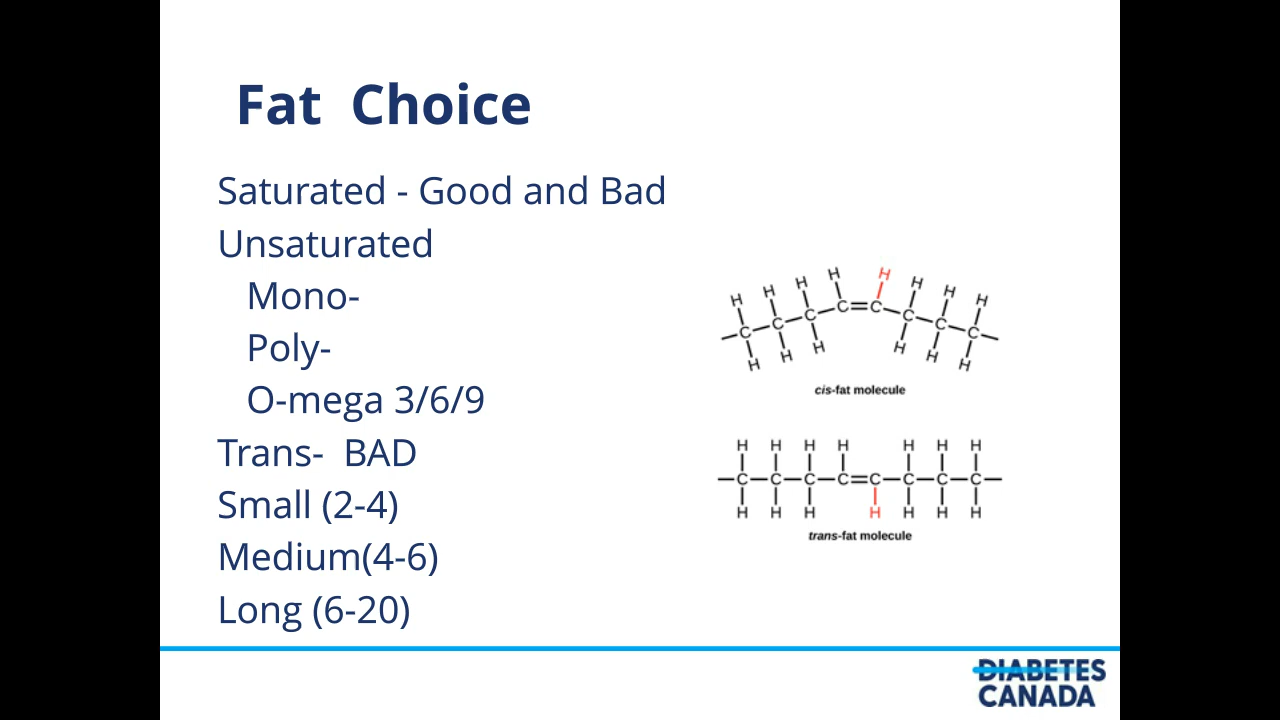 Fat Choice
Saturated - Good and Bad
Unsaturated
Mono-
Poly-
O-mega 3/6/9
Trans- BAD
Small (2-4)
Medium(4-6)
Long (6-20)
H H H H H H H H
C C C C=C C C C
H H H H H H
cis-fat molecule
H H H H H H H
C C C C=C C C C
H H H H H H H
trans-fat molecule
DIABETES
CANADA